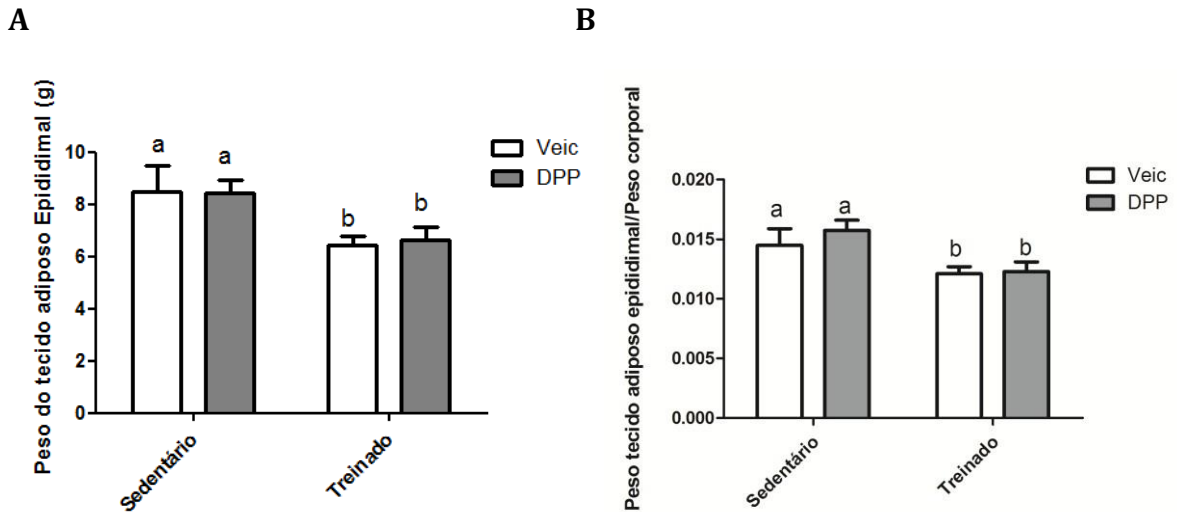 A
Peso do tecido adiposo Epididimal (g)
10
8
6
4
2
0
a
a
b
b
Veic
DPP
Sedentário
Treinado
B
Peso tecido adiposo epididimal/Peso corporal
0.020
0.015
0.010
0.005
0.000
a
a
b
b
Veic
DPP
Sedentário
Treinado